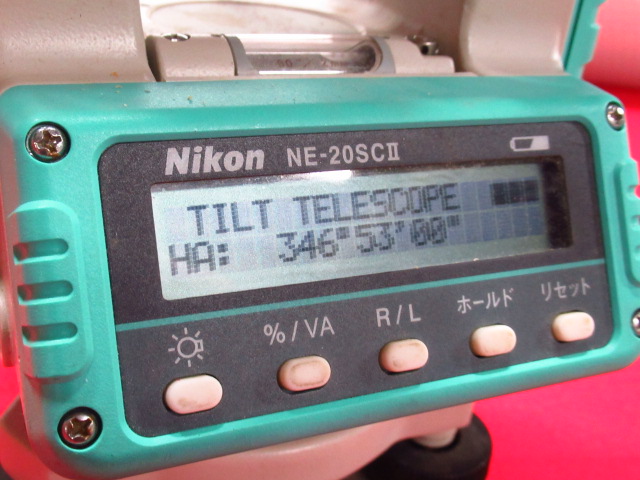 Nikon NE-20SCII
TILT TELESCOPE
HA: 346°53'00"
%/VA
R/L
ホールド
リセット